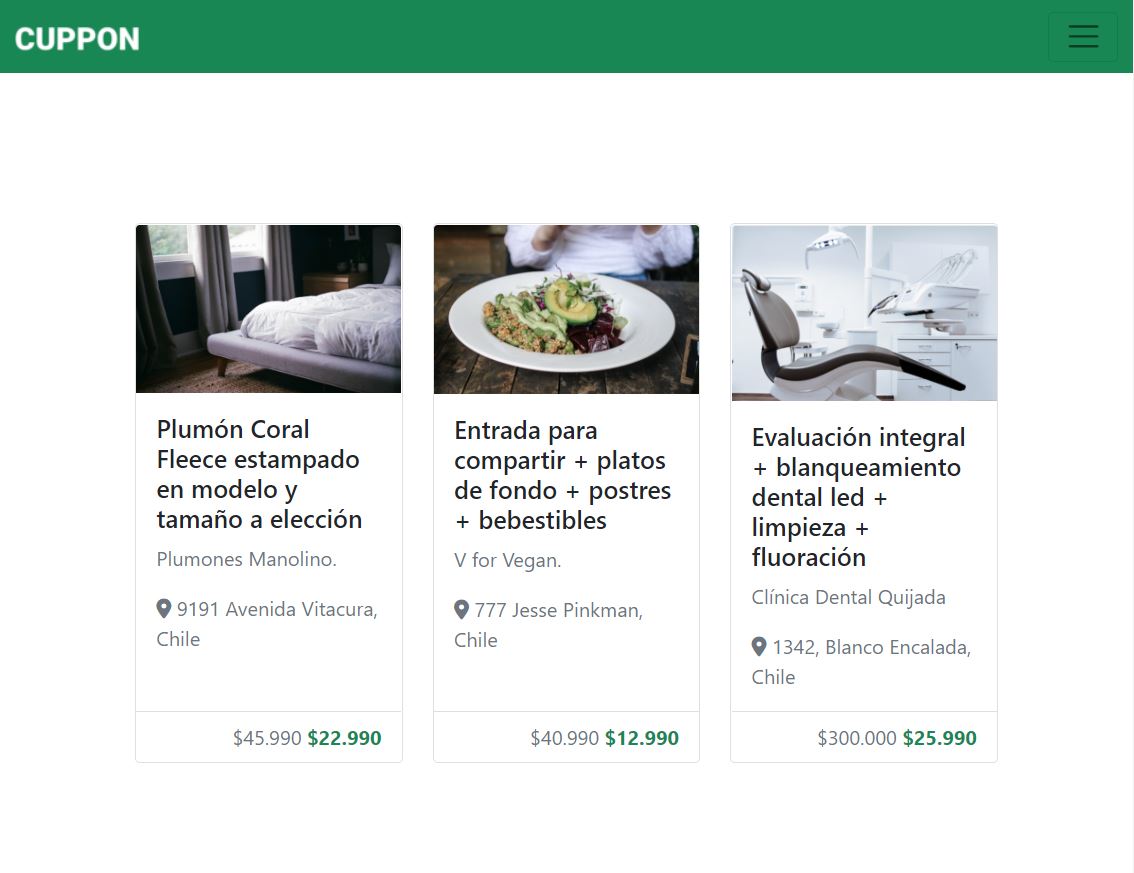 CUPPON
Plumón Coral
Fleece estampado
en modelo y
tamaño a elección
Plumones Manolino.
9191 Avenida Vitacura,
Chile
$45.990 $22.990
Entrada para
compartir + platos
de fondo + postres
+ bebestibles
V for Vegan.
777 Jesse Pinkman,
Chile
$40.990 $12.990
Evaluación integral
+ blanqueamiento
dental led +
limpieza +
fluoración
Clínica Dental Quijada
1342, Blanco Encalada,
Chile
$300.000 $25.990